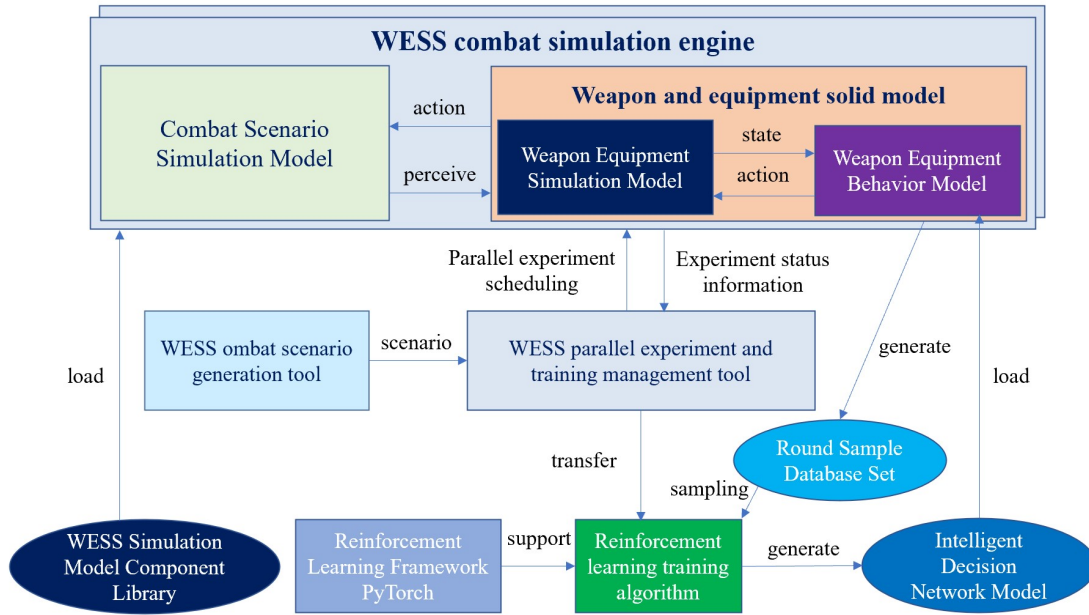 WESS combat simulation engine
Combat Scenario
Simulation Model
action
perceive
Weapon and equipment solid model
Weapon Equipment
Simulation Model
state
action
Weapon Equipment
Behavior Model
Parallel experiment
scheduling
Experiment status
information
load
WESS ombat scenario
generation tool
scenario
WESS parallel experiment and
training management tool
generate
load
transfer
Round Sample
Database Set
sampling
WESS Simulation
Model Component
Library
Reinforcement
Learning Framework
PyTorch
support
Reinforcement
learning training
algorithm
generate
Intelligent
Decision
Network Model